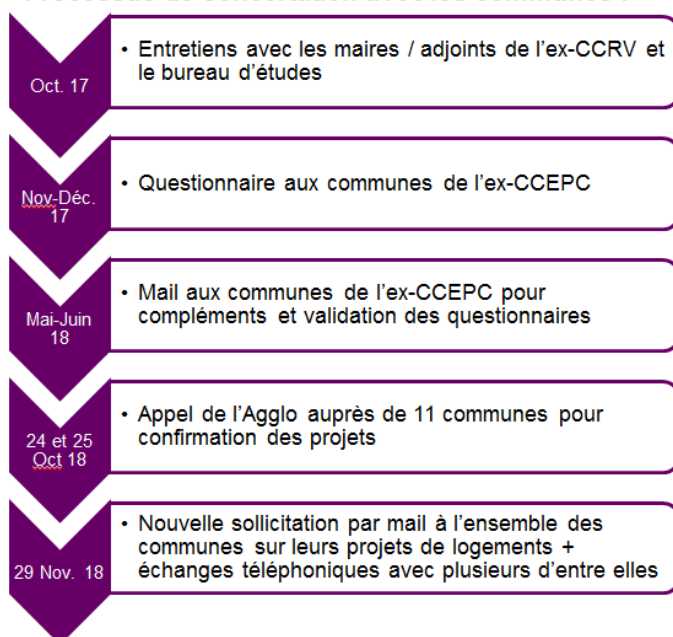 Oct. 17
• Entretiens avec les maires / adjoints de l'ex-CCRV et
le bureau d'études
Nov-Déc.
17
• Questionnaire aux communes de l'ex-CCEPC
Mai-Juin
18
• Mail aux communes de l'ex-CCEPC pour
compléments et validation des questionnaires
24 et 25
Oct 18
• Appel de l'Agglo auprès de 11 communes pour
confirmation des projets
29 Nov. 18
• Nouvelle sollicitation par mail à l'ensemble des
communes sur leurs projets de logements +
échanges téléphoniques avec plusieurs d'entre elles